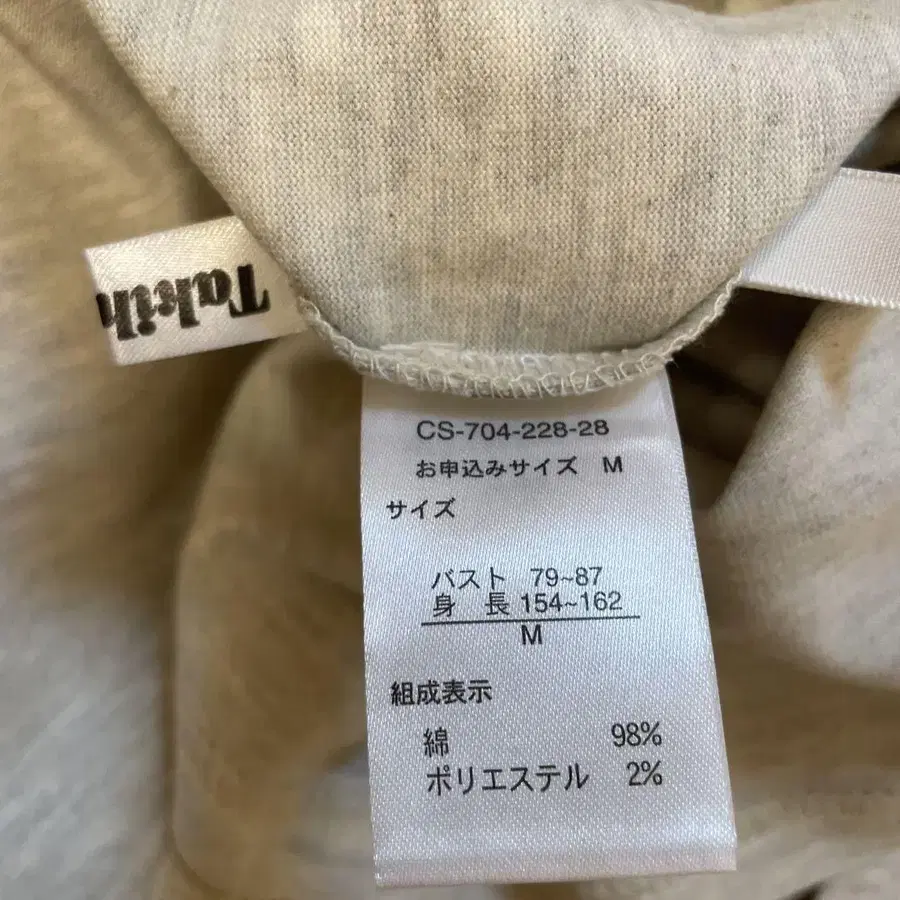 Takih
CS-704-228-28
お申込みサイズ M
サイズ
バスト 79~87
身 長 154~162
M
組成表示
綿 98%
ポリエステル 2%